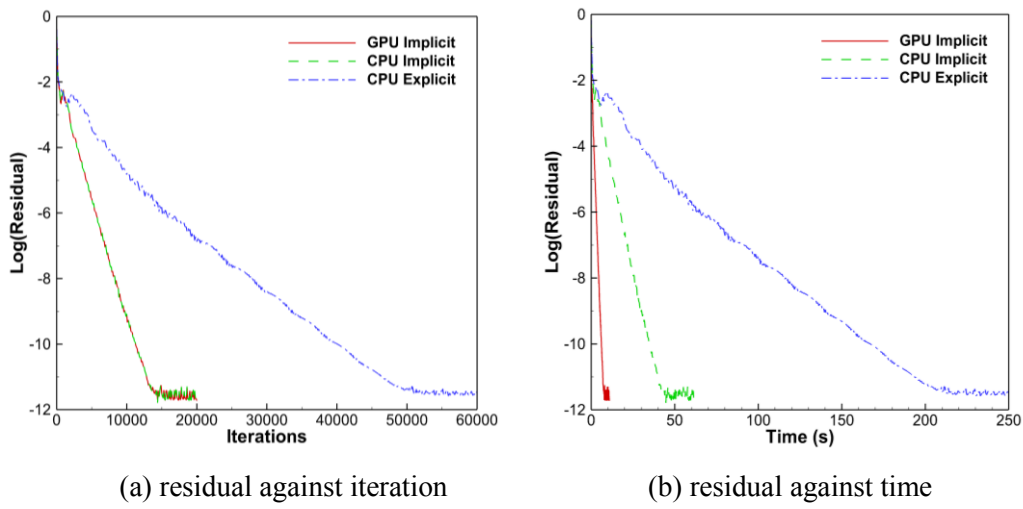 0
-2
-4
-6
-8
-10
-12
Log(Residual)
GPU Implicit
CPU Implicit
CPU Explicit
0 10000 20000 30000 40000 50000 60000
Iterations
(a) residual against iteration
0
-2
-4
-6
-8
-10
-12
Log(Residual)
GPU Implicit
CPU Implicit
CPU Explicit
0 50 100 150 200 250
Time (s)
(b) residual against time